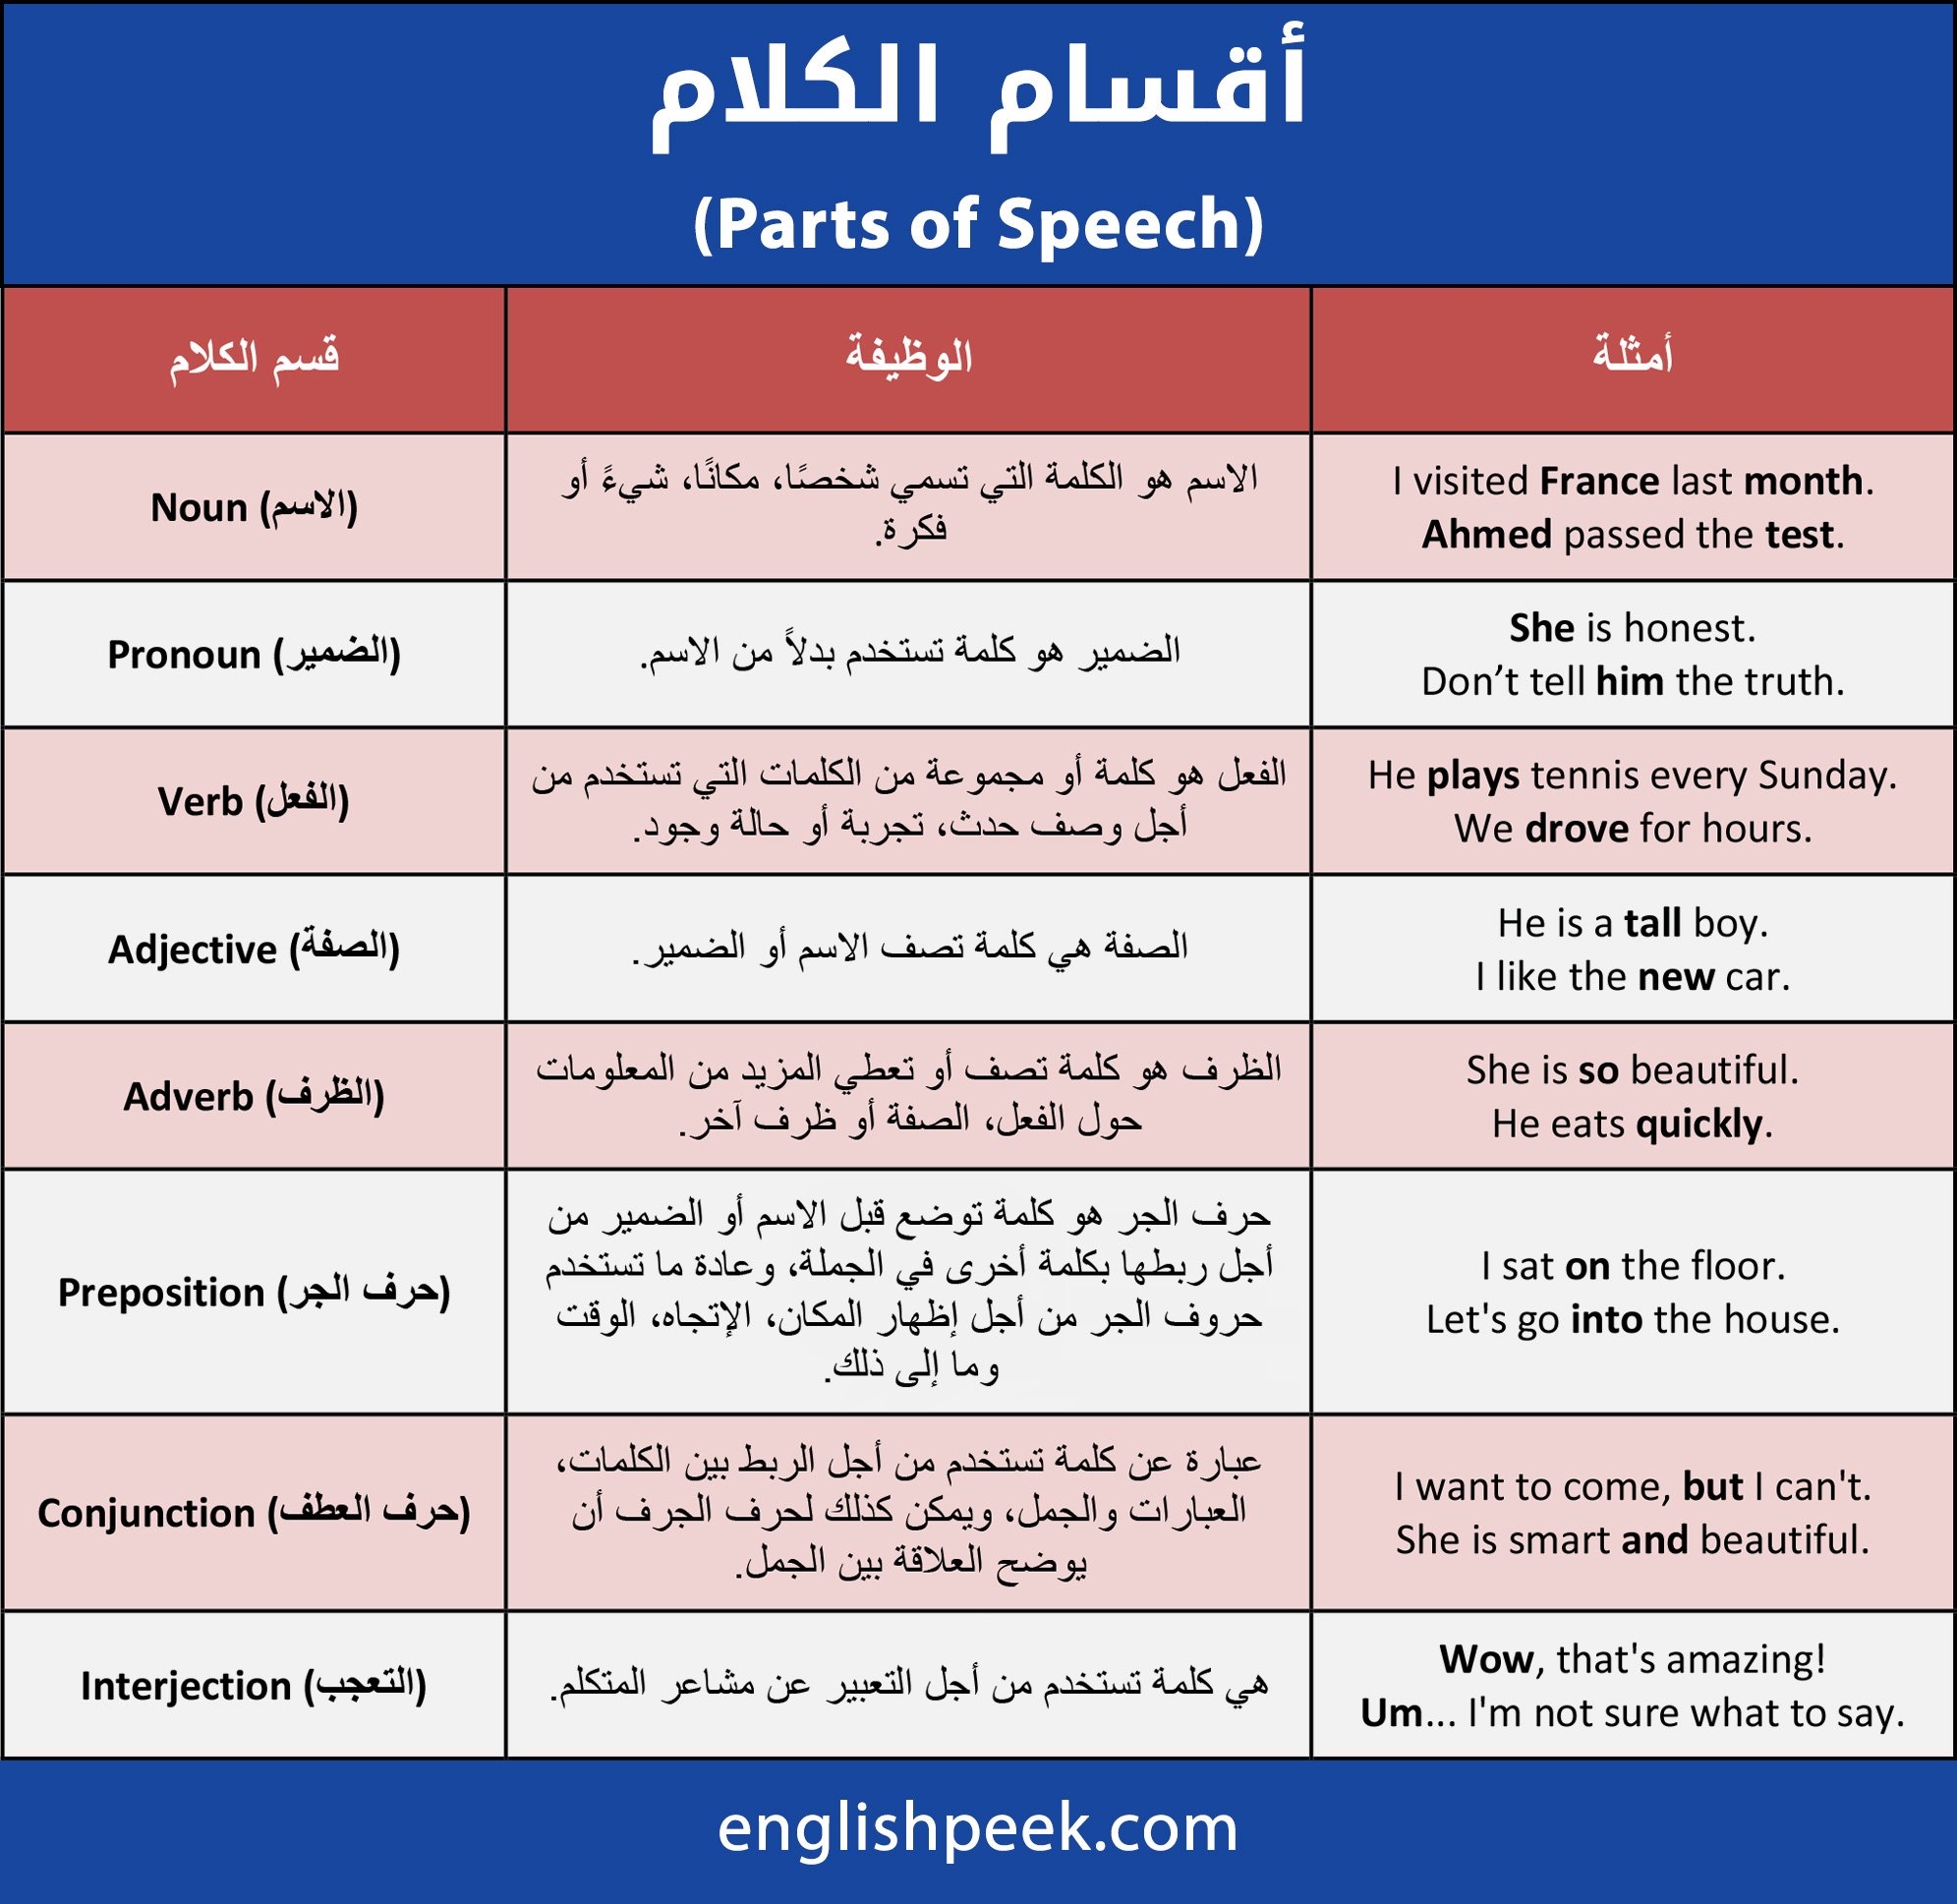 أقسام الكلام
(Parts of Speech)
قسم الكلام
الوظيفة
أمثلة
Noun (الاسم)
الاسم هو الكلمة التي تسمي شخصًا، مكانًا، شيءً أو
فكرة.
I visited France last month.
Ahmed passed the test.
Pronoun (الضمير)
الضمير هو كلمة تستخدم بدلاً من الاسم.
She is honest.
Don’t tell him the truth.
Verb (الفعل)
الفعل هو كلمة أو مجموعة من الكلمات التي تستخدم من
أجل وصف حدث، تجربة أو حالة وجود.
He plays tennis every Sunday.
We drove for hours.
Adjective (الصفة)
الصفة هي كلمة تصف الاسم أو الضمير.
He is a tall boy.
I like the new car.
Adverb (الظرف)
الظرف هو كلمة تصف أو تعطي المزيد من المعلومات
حول الفعل، الصفة أو ظرف آخر.
She is so beautiful.
He eats quickly.
Preposition (حرف الجر)
حرف الجر هو كلمة توضع قبل الاسم أو الضمير من
أجل ربطها بكلمة أخرى في الجملة، وعادة ما تستخدم
حروف الجر من أجل إظهار المكان، الإتجاه، الوقت
وما إلى ذلك.
I sat on the floor.
Let's go into the house.
Conjunction (حرف العطف)
عبارة عن كلمة تستخدم من أجل الربط بين الكلمات،
العبارات والجمل، ويمكن كذلك لحرف الجرف أن
يوضح العلاقة بين الجمل.
I want to come, but I can't.
She is smart and beautiful.
Interjection (التعجب)
هي كلمة تستخدم من أجل التعبير عن مشاعر المتكلم.
Wow, that's amazing!
Um... I'm not sure what to say.
englishpeek.com